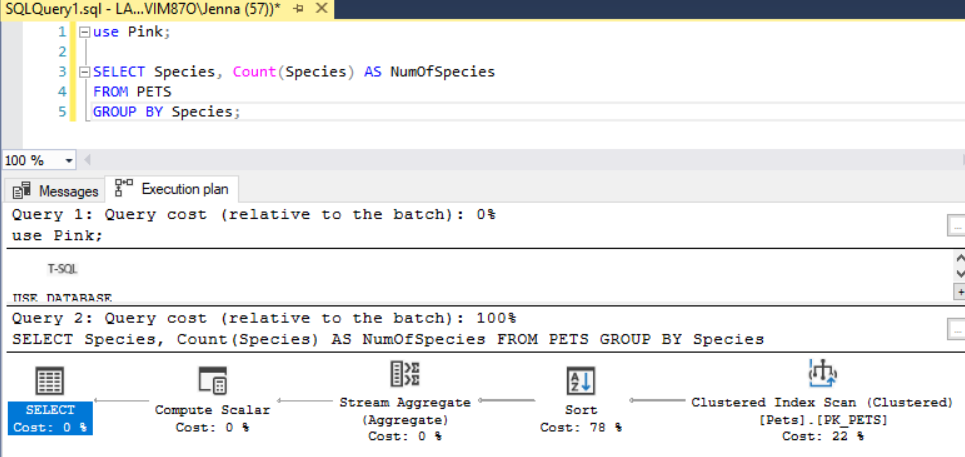 SQLQuery1.sql - LA...VIM87O\Jenna (57))*
1 use Pink;
2
3 SELECT Species, Count(Species) AS NumOfSpecies
4 FROM PETS
5 GROUP BY Species;
100 %
Messages Execution plan
Query 1: Query cost (relative to the batch): 0%
use Pink;
T-SQL
USE DATABASE
Query 2: Query cost (relative to the batch): 100%
SELECT Species, Count(Species) AS NumOfSpecies FROM PETS GROUP BY Species
SELECT
Cost: 0 %
Compute Scalar
Cost: 0 %
Stream Aggregate
(Aggregate)
Cost: 0 %
Sort
Cost: 78 %
Clustered Index Scan (Clustered)
[Pets].[PK_PETS]
Cost: 22 %